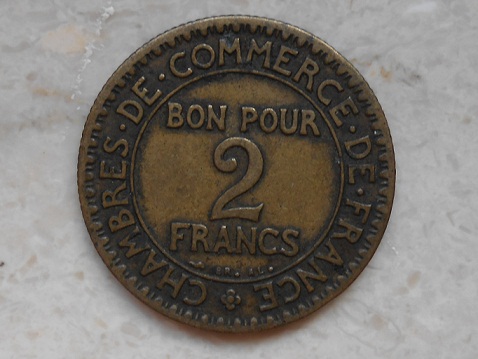 CHAMBRES · DE · COMMERCE · DE · FRANCE
BON POUR
2
FRANCS